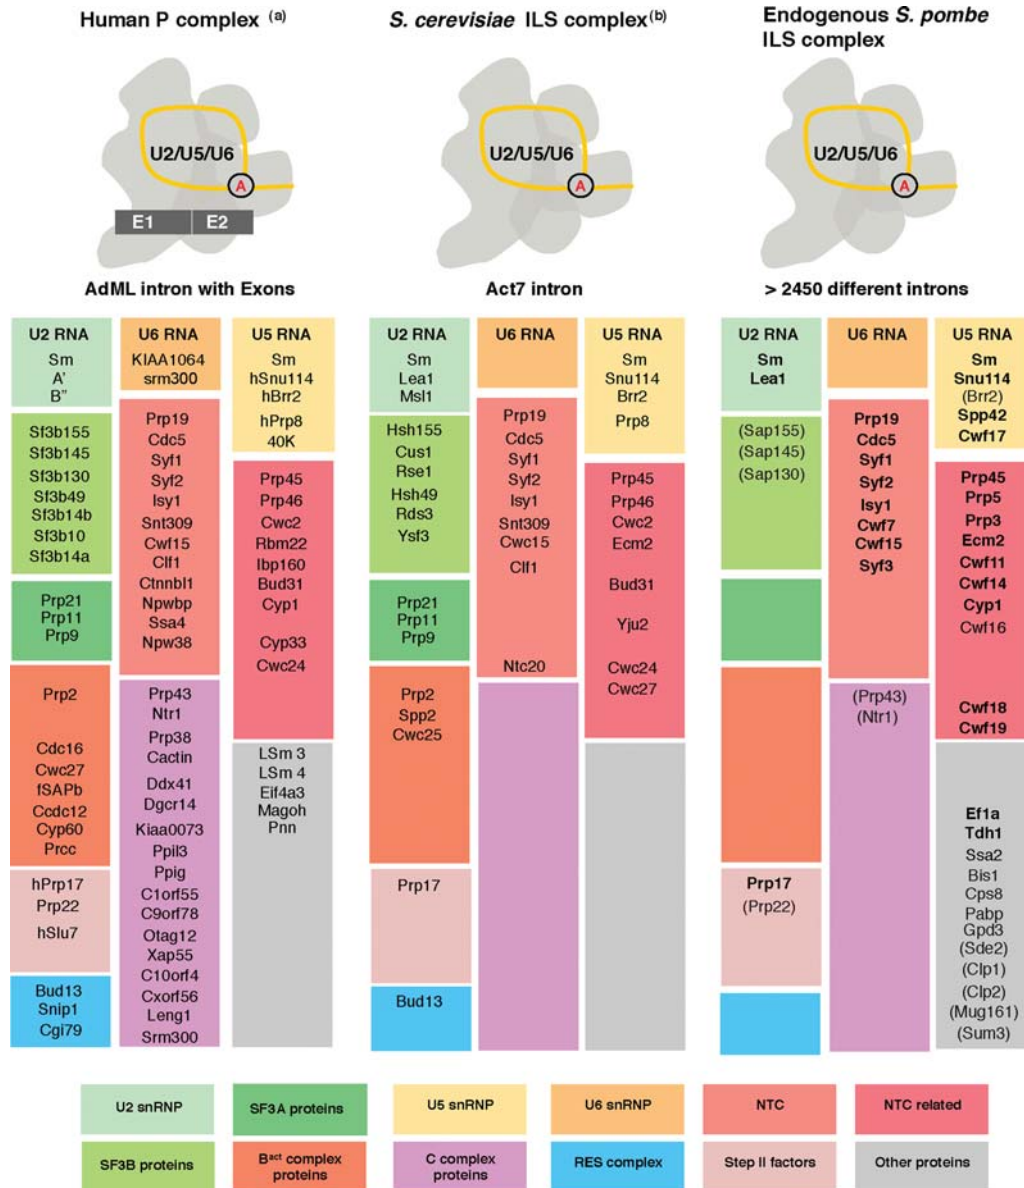 Human P complex (a)
U2/U5/U6
A
E1 E2
AdML intron with Exons
U2 RNA
Sm
A'
B"
Sf3b155
Sf3b145
Sf3b130
Sf3b49
Sf3b14b
Sf3b10
Sf3b14a
Prp21
Prp11
Prp9
Prp2
Cdc16
Cwc27
fSAPb
Ccdc12
Cyp60
Prcc
hPrp17
Prp22
hSlu7
Bud13
Snip1
Cgi79
U6 RNA
KIAA1064
srm300
Prp19
Cdc5
Syf1
Syf2
Isy1
Snt309
Cwf15
Clf1
Ctnnbl1
Npwbp
Ssa4
Npw38
Prp43
Ntr1
Prp38
Cactin
Ddx41
Dgcr14
Kiaa0073
Ppil3
Ppig
C1orf55
C9orf78
Otag12
Xap55
C10orf4
Cxorf56
Leng1
Srm300
U5 RNA
Sm
hSnu114
hBrr2
hPrp8
40K
Prp45
Prp46
Cwc2
Rbm22
Ibp160
Bud31
Cyp1
Cyp33
Cwc24
LSm 3
LSm 4
Eif4a3
Magoh
Pnn
S. cerevisiae ILS complex(b)
U2/U5/U6
A
Act7 intron
U2 RNA
Sm
Lea1
Msl1
Hsh155
Cus1
Rse1
Hsh49
Rds3
Ysf3
Prp21
Prp11
Prp9
Prp2
Spp2
Cwc25
Prp17
Bud13
U6 RNA
Prp19
Cdc5
Syf1
Syf2
Isy1
Snt309
Cwc15
Clf1
Ntc20
U5 RNA
Sm
Snu114
Brr2
Prp8
Prp45
Prp46
Cwc2
Ecm2
Bud31
Yju2
Cwc24
Cwc27
Endogenous S. pombe
ILS complex
U2/U5/U6
A
> 2450 different introns
U2 RNA
Sm
Lea1
(Sap155)
(Sap145)
(Sap130)
Prp17
(Prp22)
U6 RNA
Prp19
Cdc5
Syf1
Syf2
Isy1
Cwf7
Cwf15
Syf3
(Prp43)
(Ntr1)
U5 RNA
Sm
Snu114
(Brr2)
Spp42
Cwf17
Prp45
Prp5
Prp3
Ecm2
Cwf11
Cwf14
Cyp1
Cwf16
Cwf18
Cwf19
Ef1a
Tdh1
Ssa2
Bis1
Cps8
Pabp
Gpd3
(Sde2)
(Clp1)
(Clp2)
(Mug161)
(Sum3)
U2 snRNP
SF3A proteins
U5 snRNP
U6 snRNP
NTC
NTC related
SF3B proteins
Bact complex
proteins
C complex
proteins
RES complex
Step II factors
Other proteins